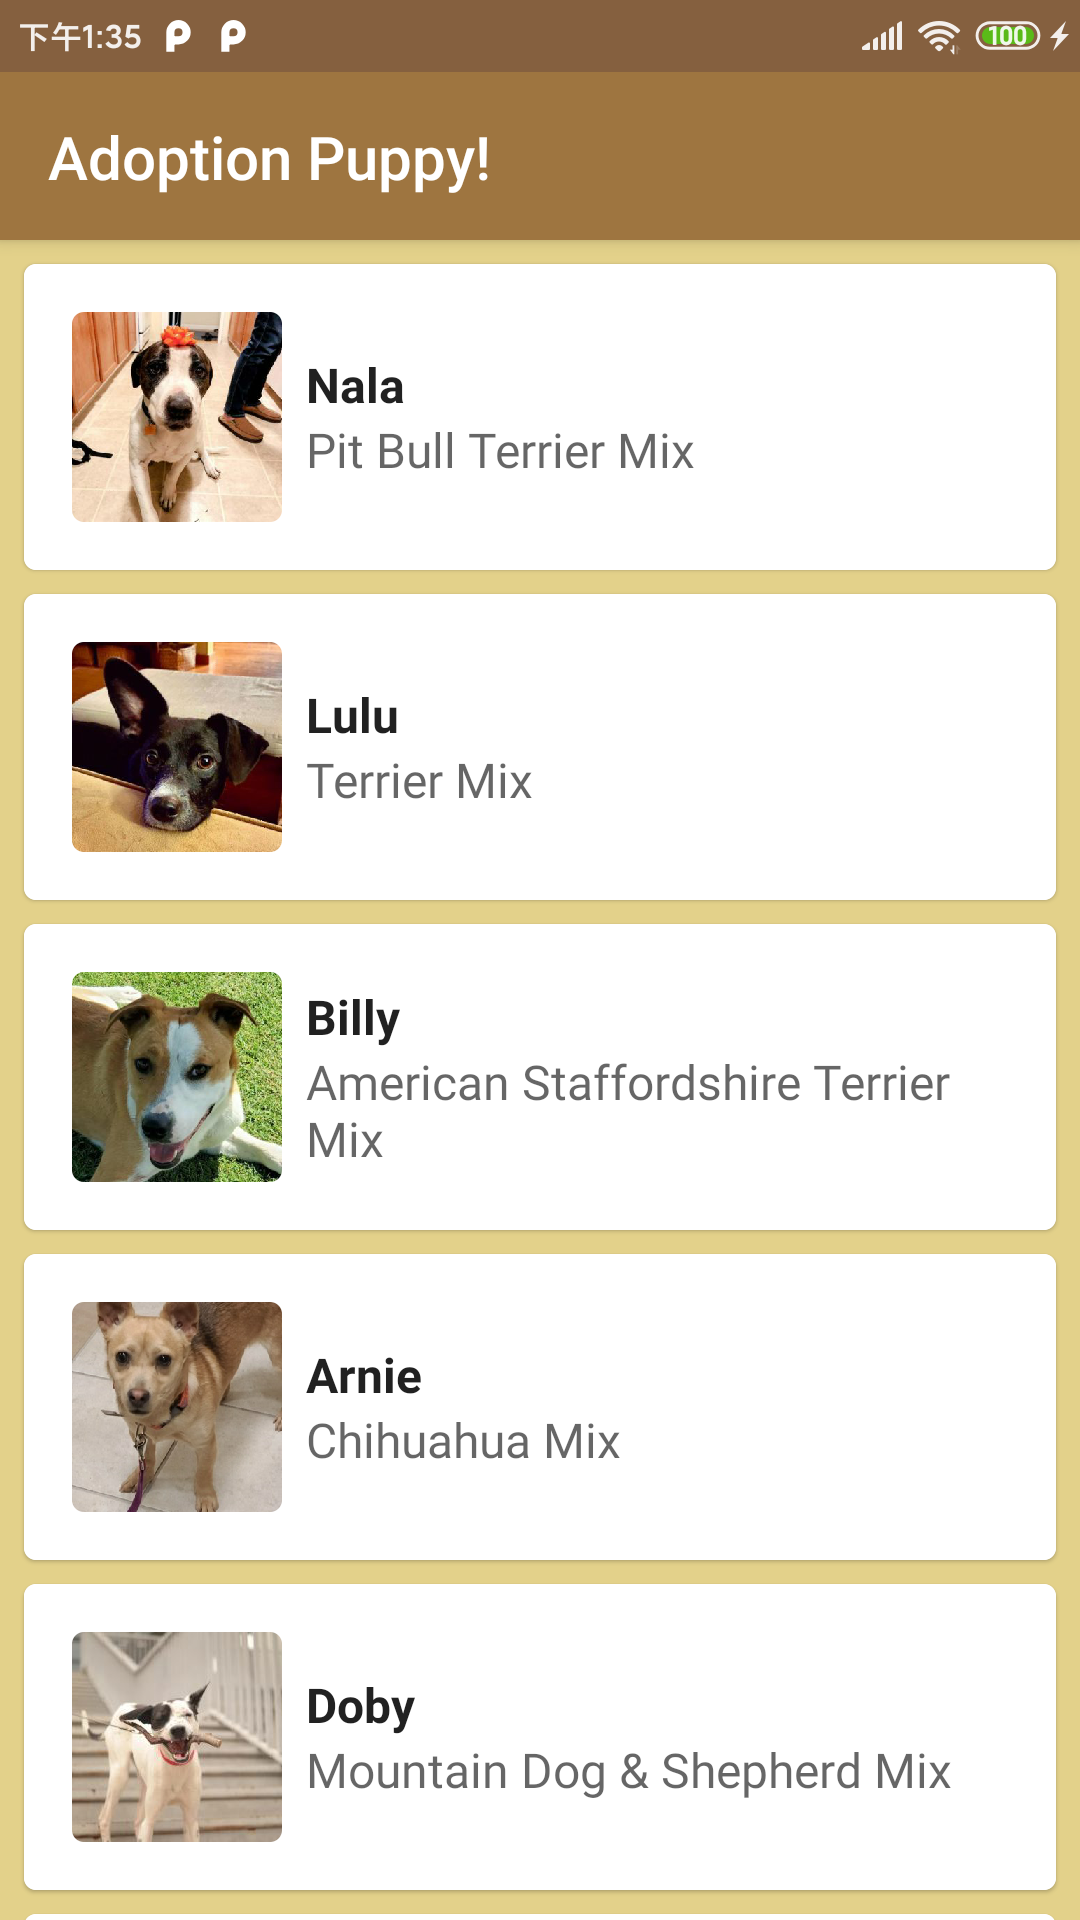 下午1:35
100
Adoption Puppy!
Nala
Pit Bull Terrier Mix
Lulu
Terrier Mix
Billy
American Staffordshire Terrier
Mix
Arnie
Chihuahua Mix
Doby
Mountain Dog & Shepherd Mix